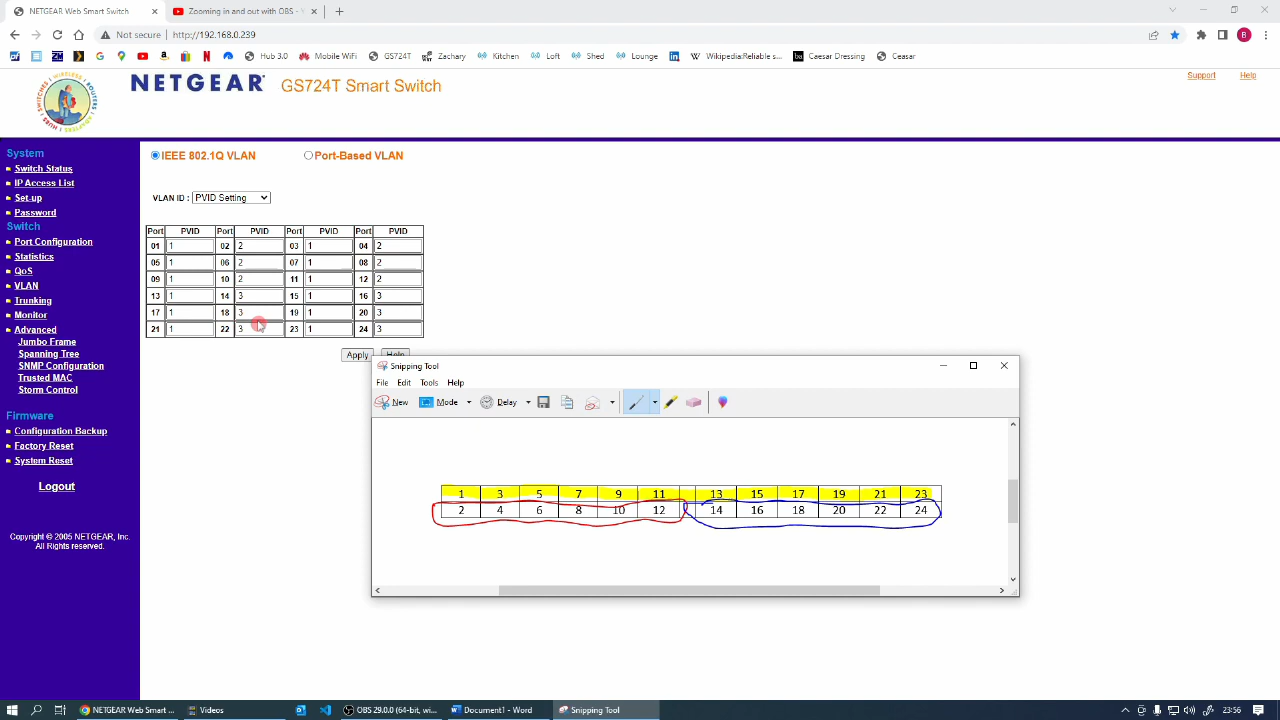 NETGEAR Web Smart Switch
Zooming in and out with OBS - Y
Not secure
http://192.168.0.239
Hub 3.0
Mobile WiFi
GS724T
Zachary
Kitchen
Loft
Shed
Lounge
Wikipedia:Reliable s...
Caesar Dressing
Ceasar
NETGEAR®
GS724T Smart Switch
Support
Help
IEEE 802.1Q VLAN
Port-Based VLAN
VLAN ID :
PVID Setting
System
Switch Status
IP Access List
Set-up
Password
Switch
Port Configuration
Statistics
QoS
VLAN
Trunking
Monitor
Advanced
Jumbo Frame
Spanning Tree
SNMP Configuration
Trusted MAC
Storm Control
Firmware
Configuration Backup
Factory Reset
System Reset
Logout
Copyright © 2005 NETGEAR, Inc.
All Rights reserved.
Port PVID Port PVID Port PVID Port PVID
01 1 02 2 03 1 04 2
05 1 06 2 07 1 08 2
09 1 10 2 11 1 12 2
13 1 14 3 15 1 16 3
17 1 18 3 19 1 20 3
21 1 22 3 23 1 24 3
Apply
Help
Snipping Tool
File Edit Tools Help
New
Mode
Delay
1 3 5 7 9 11 13 15 17 19 21 23
2 4 6 8 10 12 14 16 18 20 22 24
NETGEAR Web Smart ...
Videos
OBS 29.0.0 (64-bit, wi...
Document1 - Word
Snipping Tool
23:56